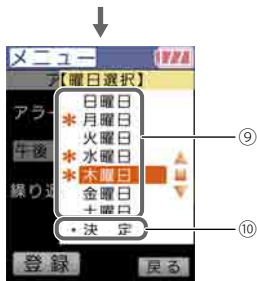 メニュー
ア【曜日選択】
日曜日
アラー
＊月曜日
火曜日
⑨
午後
＊水曜日
＊木曜日
繰り返
金曜日
土曜日
・決 定
⑩
登録
戻る